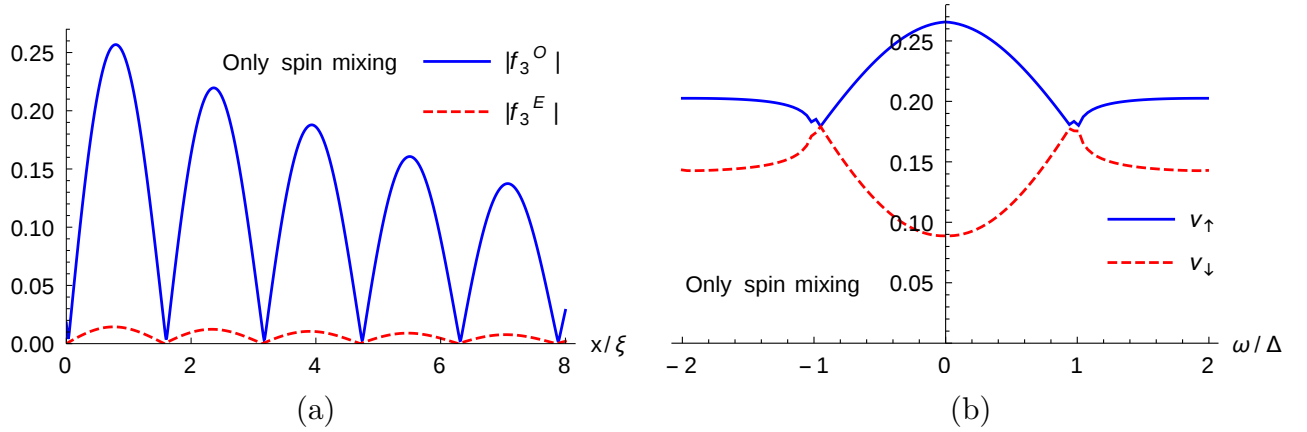 0.25
0.20
0.15
0.10
0.05
0.00
0 2 4 6 8
x/ξ
Only spin mixing
|f₃ᴼ|
|f₃ᴱ|
(a)
0.25
0.20
0.15
0.10
0.05
−2 −1 0 1 2
ω/Δ
ν↑
ν↓
Only spin mixing
(b)